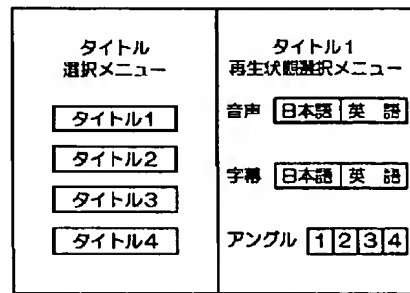 タイトル
選択メニュー
タイトル1
タイトル2
タイトル3
タイトル4
タイトル1
再生状態選択メニュー
音声 日本語 英 語
字幕 日本語 英 語
アングル 1 2 3 4